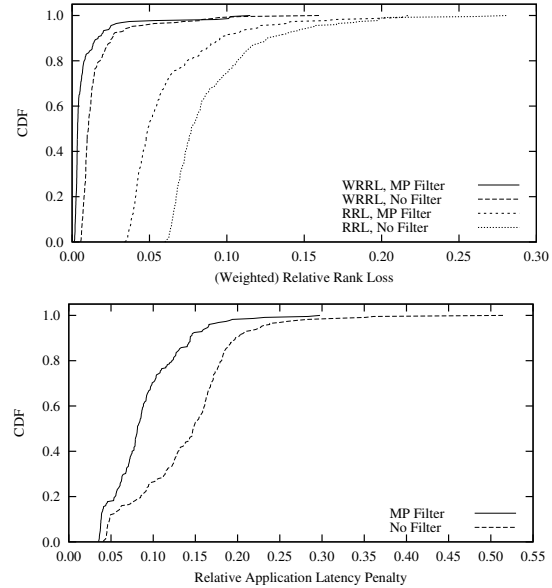 1.0
0.8
0.6
0.4
0.2
0.0
CDF
WRRL, MP Filter
WRRL, No Filter
RRL, MP Filter
RRL, No Filter
0.00 0.05 0.10 0.15 0.20 0.25 0.30
(Weighted) Relative Rank Loss
1.0
0.8
0.6
0.4
0.2
0.0
CDF
MP Filter
No Filter
0.00 0.05 0.10 0.15 0.20 0.25 0.30 0.35 0.40 0.45 0.50 0.55
Relative Application Latency Penalty